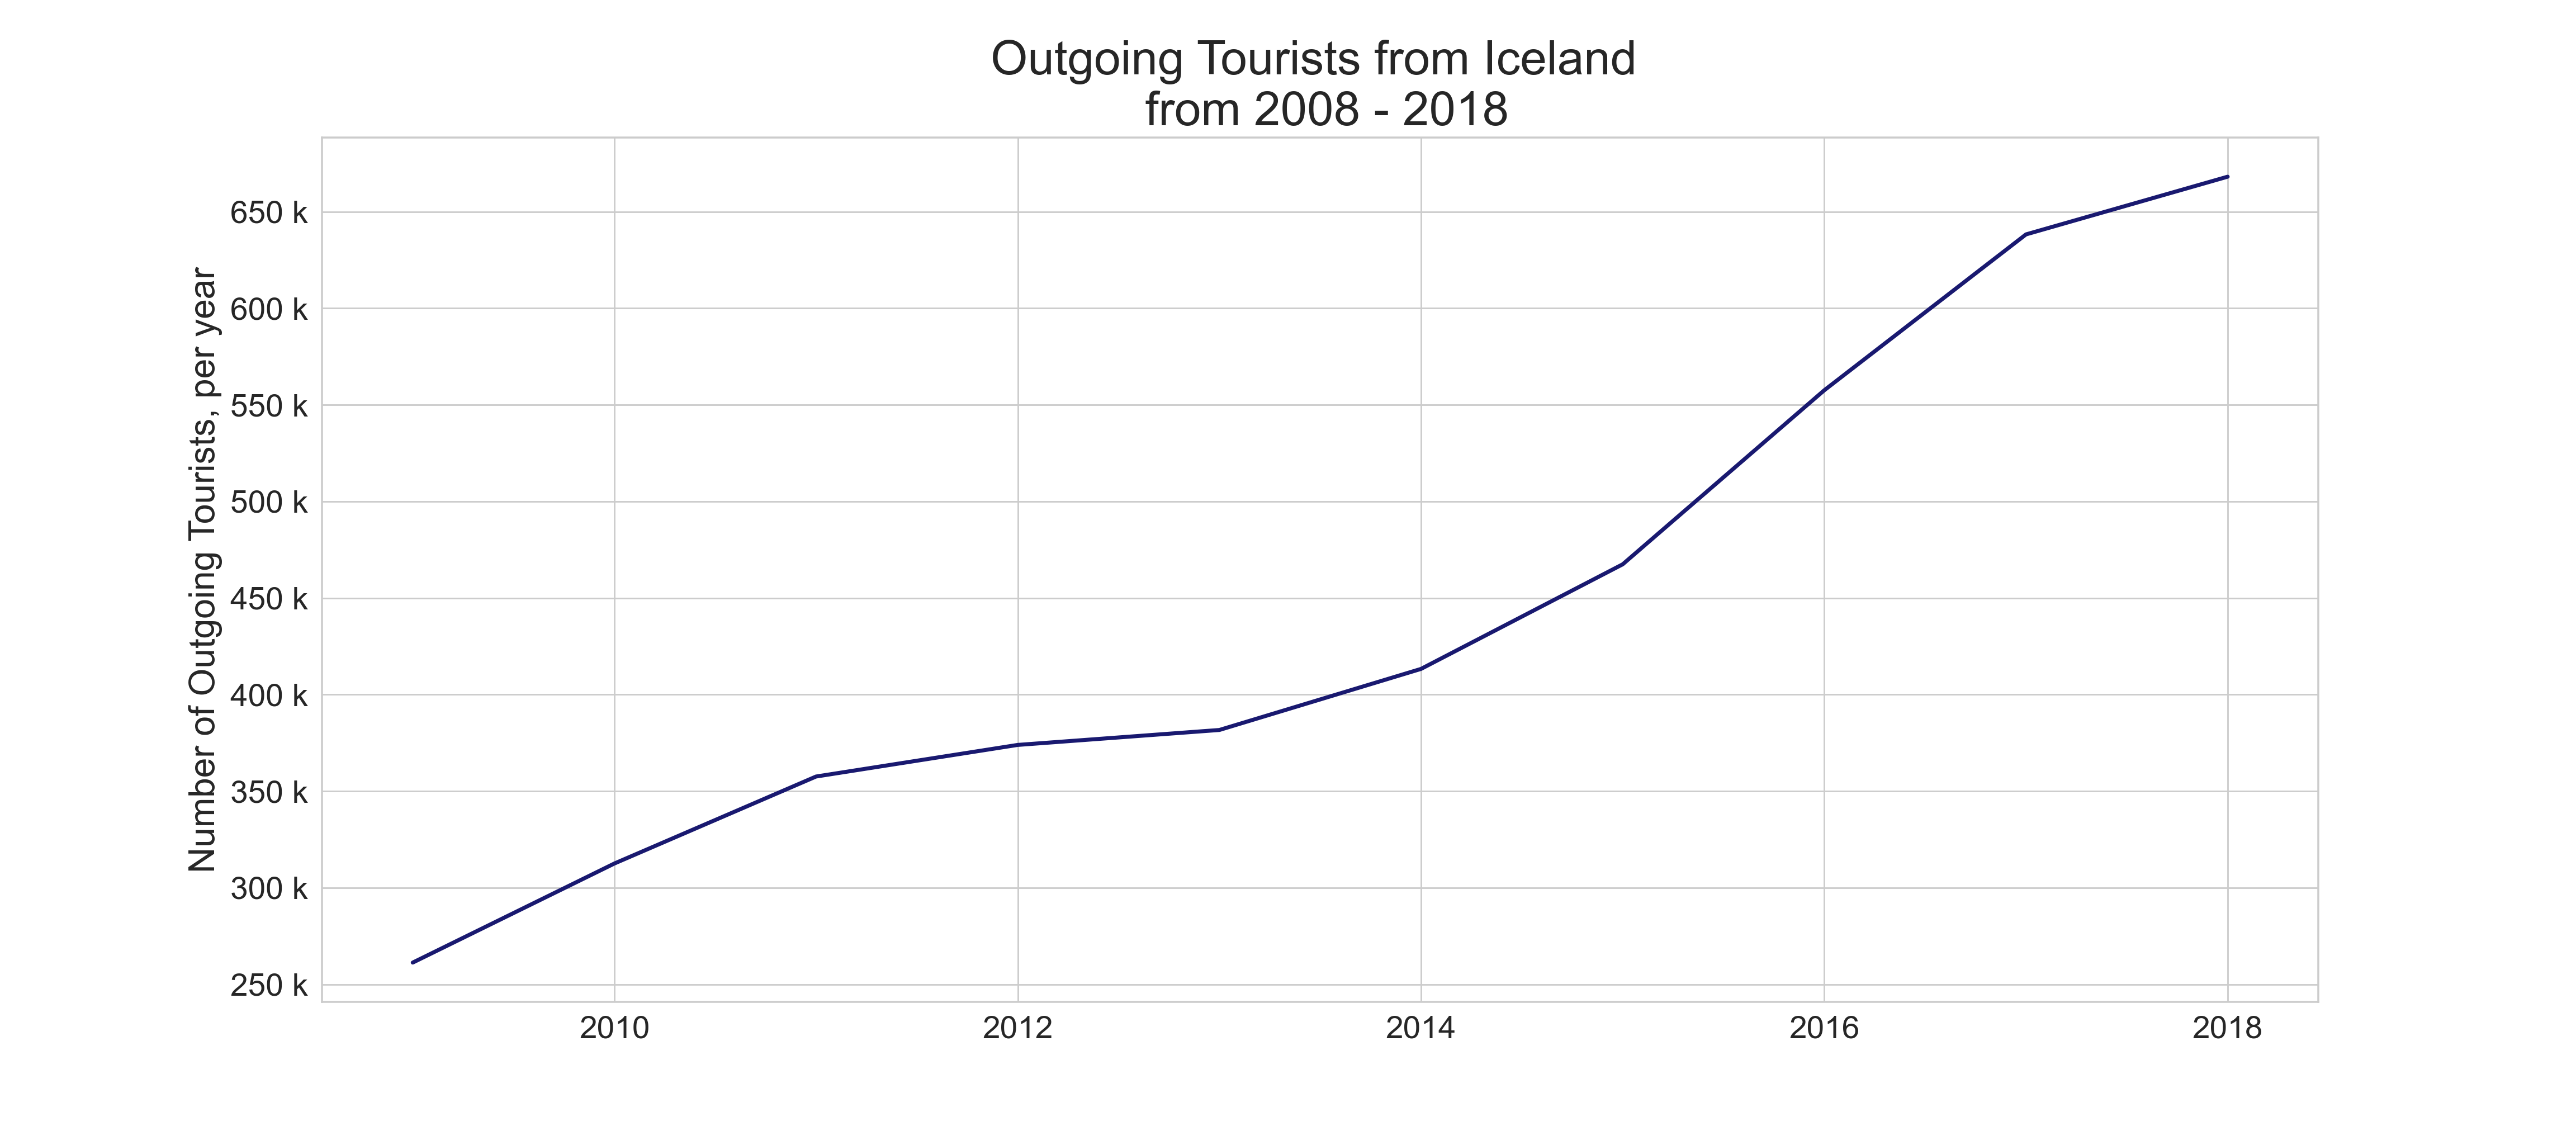 Outgoing Tourists from Iceland
from 2008 - 2018
Number of Outgoing Tourists, per year
650 k
600 k
550 k
500 k
450 k
400 k
350 k
300 k
250 k
2010
2012
2014
2016
2018